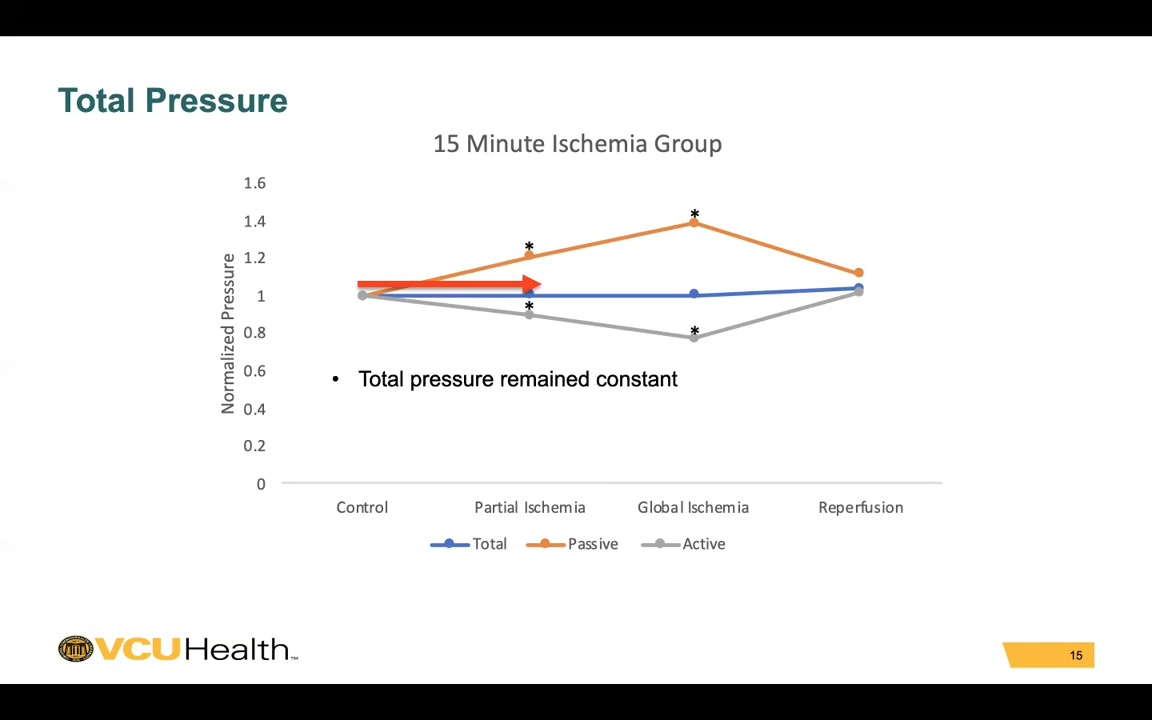 Total Pressure
15 Minute Ischemia Group
1.6
1.4
1.2
1
0.8
0.6
0.4
0.2
0
Normalized Pressure
*
*
*
*
• Total pressure remained constant
Control Partial Ischemia Global Ischemia Reperfusion
Total Passive Active
VCUHealth™
15